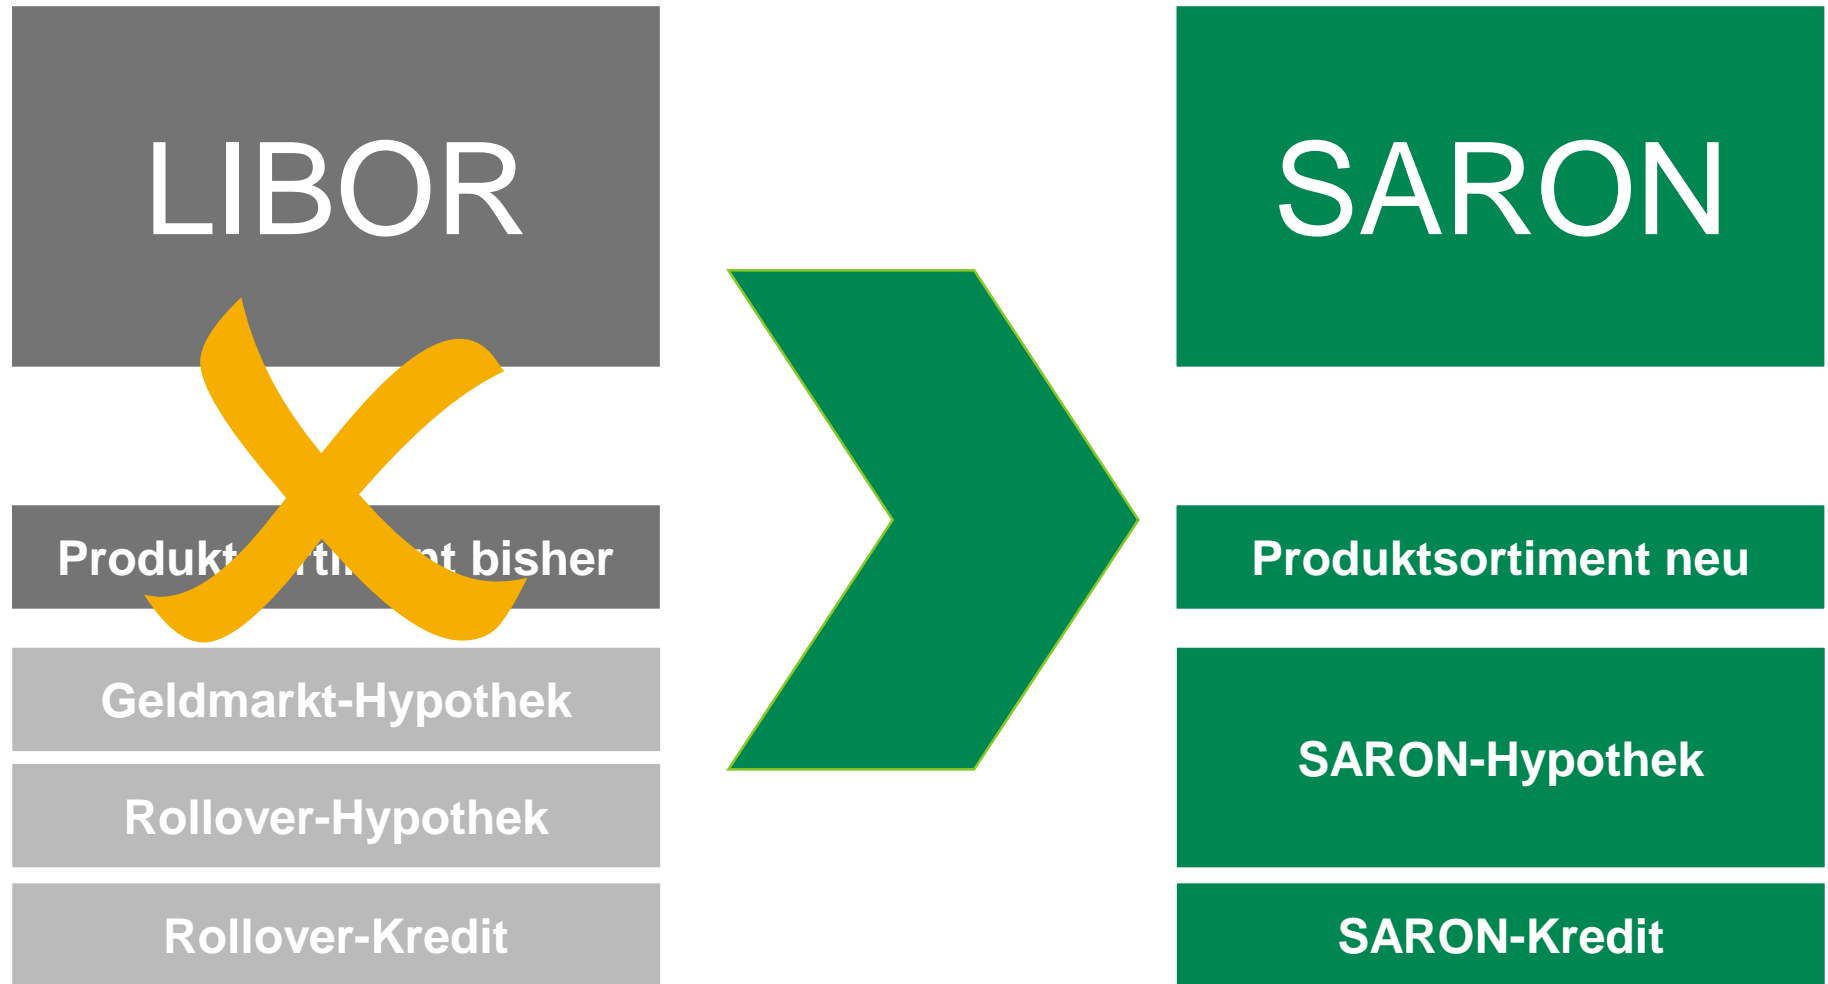 LIBOR
SARON
bisher
Produktsortiment neu
Geldmarkt-Hypothek
SARON-Hypothek
Rollover-Hypothek
Rollover-Kredit
SARON-Kredit